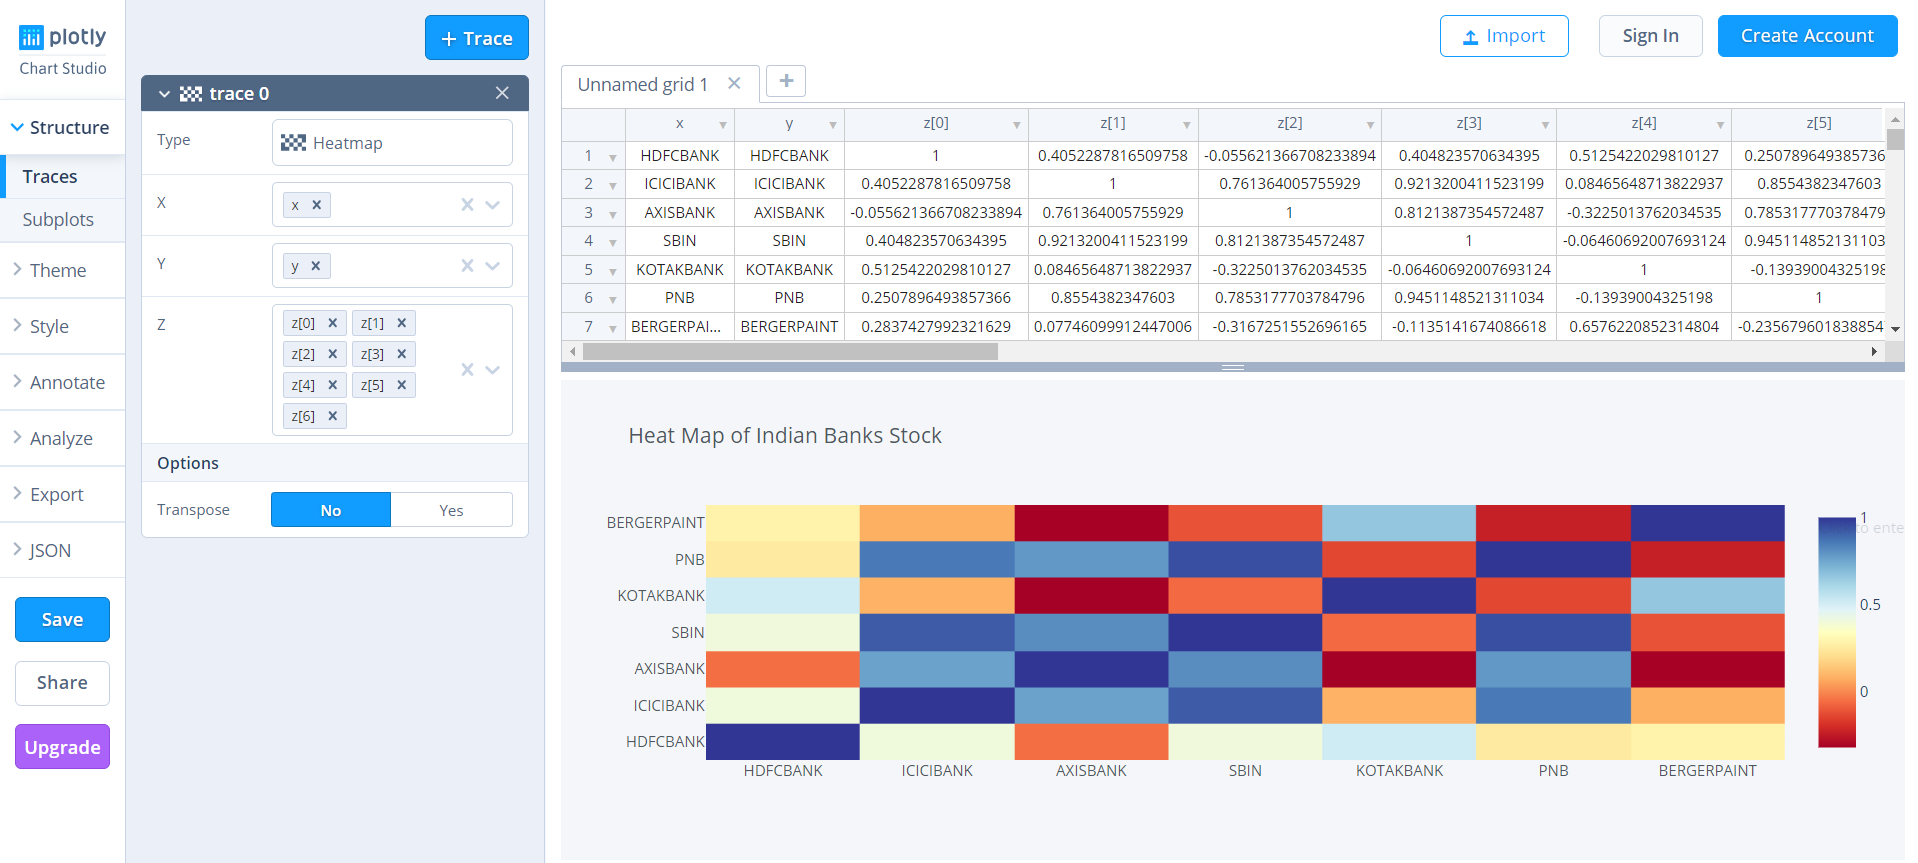 plotly
Chart Studio
Structure
Traces
Subplots
Theme
Style
Annotate
Analyze
Export
JSON
Save
Share
Upgrade
+ Trace
trace 0
Type
Heatmap
X
x
Y
y
Z
z[0] z[1]
z[2] z[3]
z[4] z[5]
z[6]
Options
Transpose No Yes
Import Sign In Create Account
Unnamed grid 1 +
x y z[0] z[1] z[2] z[3] z[4] z[5]
1 HDFCBANK HDFCBANK 1 0.4052287816509758 -0.055621366708233894 0.404823570634395 0.5125422029810127 0.250789649385736
2 ICICIBANK ICICIBANK 0.4052287816509758 1 0.761364005755929 0.9213200411523199 0.08465648713822937 0.8554382347603
3 AXISBANK AXISBANK -0.055621366708233894 0.761364005755929 1 0.8121387354572487 -0.3225013762034535 0.785317770378479
4 SBIN SBIN 0.404823570634395 0.9213200411523199 0.8121387354572487 1 -0.06460692007693124 0.945114852131103
5 KOTAKBANK KOTAKBANK 0.5125422029810127 0.08465648713822937 -0.3225013762034535 -0.06460692007693124 1 -0.13939004325198
6 PNB PNB 0.2507896493857366 0.8554382347603 0.7853177703784796 0.9451148521311034 -0.13939004325198 1
7 BERGERPAI... BERGERPAINT 0.2837427992321629 0.07746099912447006 -0.3167251552696165 -0.1135141674086618 0.6576220852314804 -0.235679601838854
Heat Map of Indian Banks Stock
BERGERPAINT
PNB
KOTAKBANK
SBIN
AXISBANK
ICICIBANK
HDFCBANK
HDFCBANK ICICIBANK AXISBANK SBIN KOTAKBANK PNB BERGERPAINT
1
to ente
0.5
0